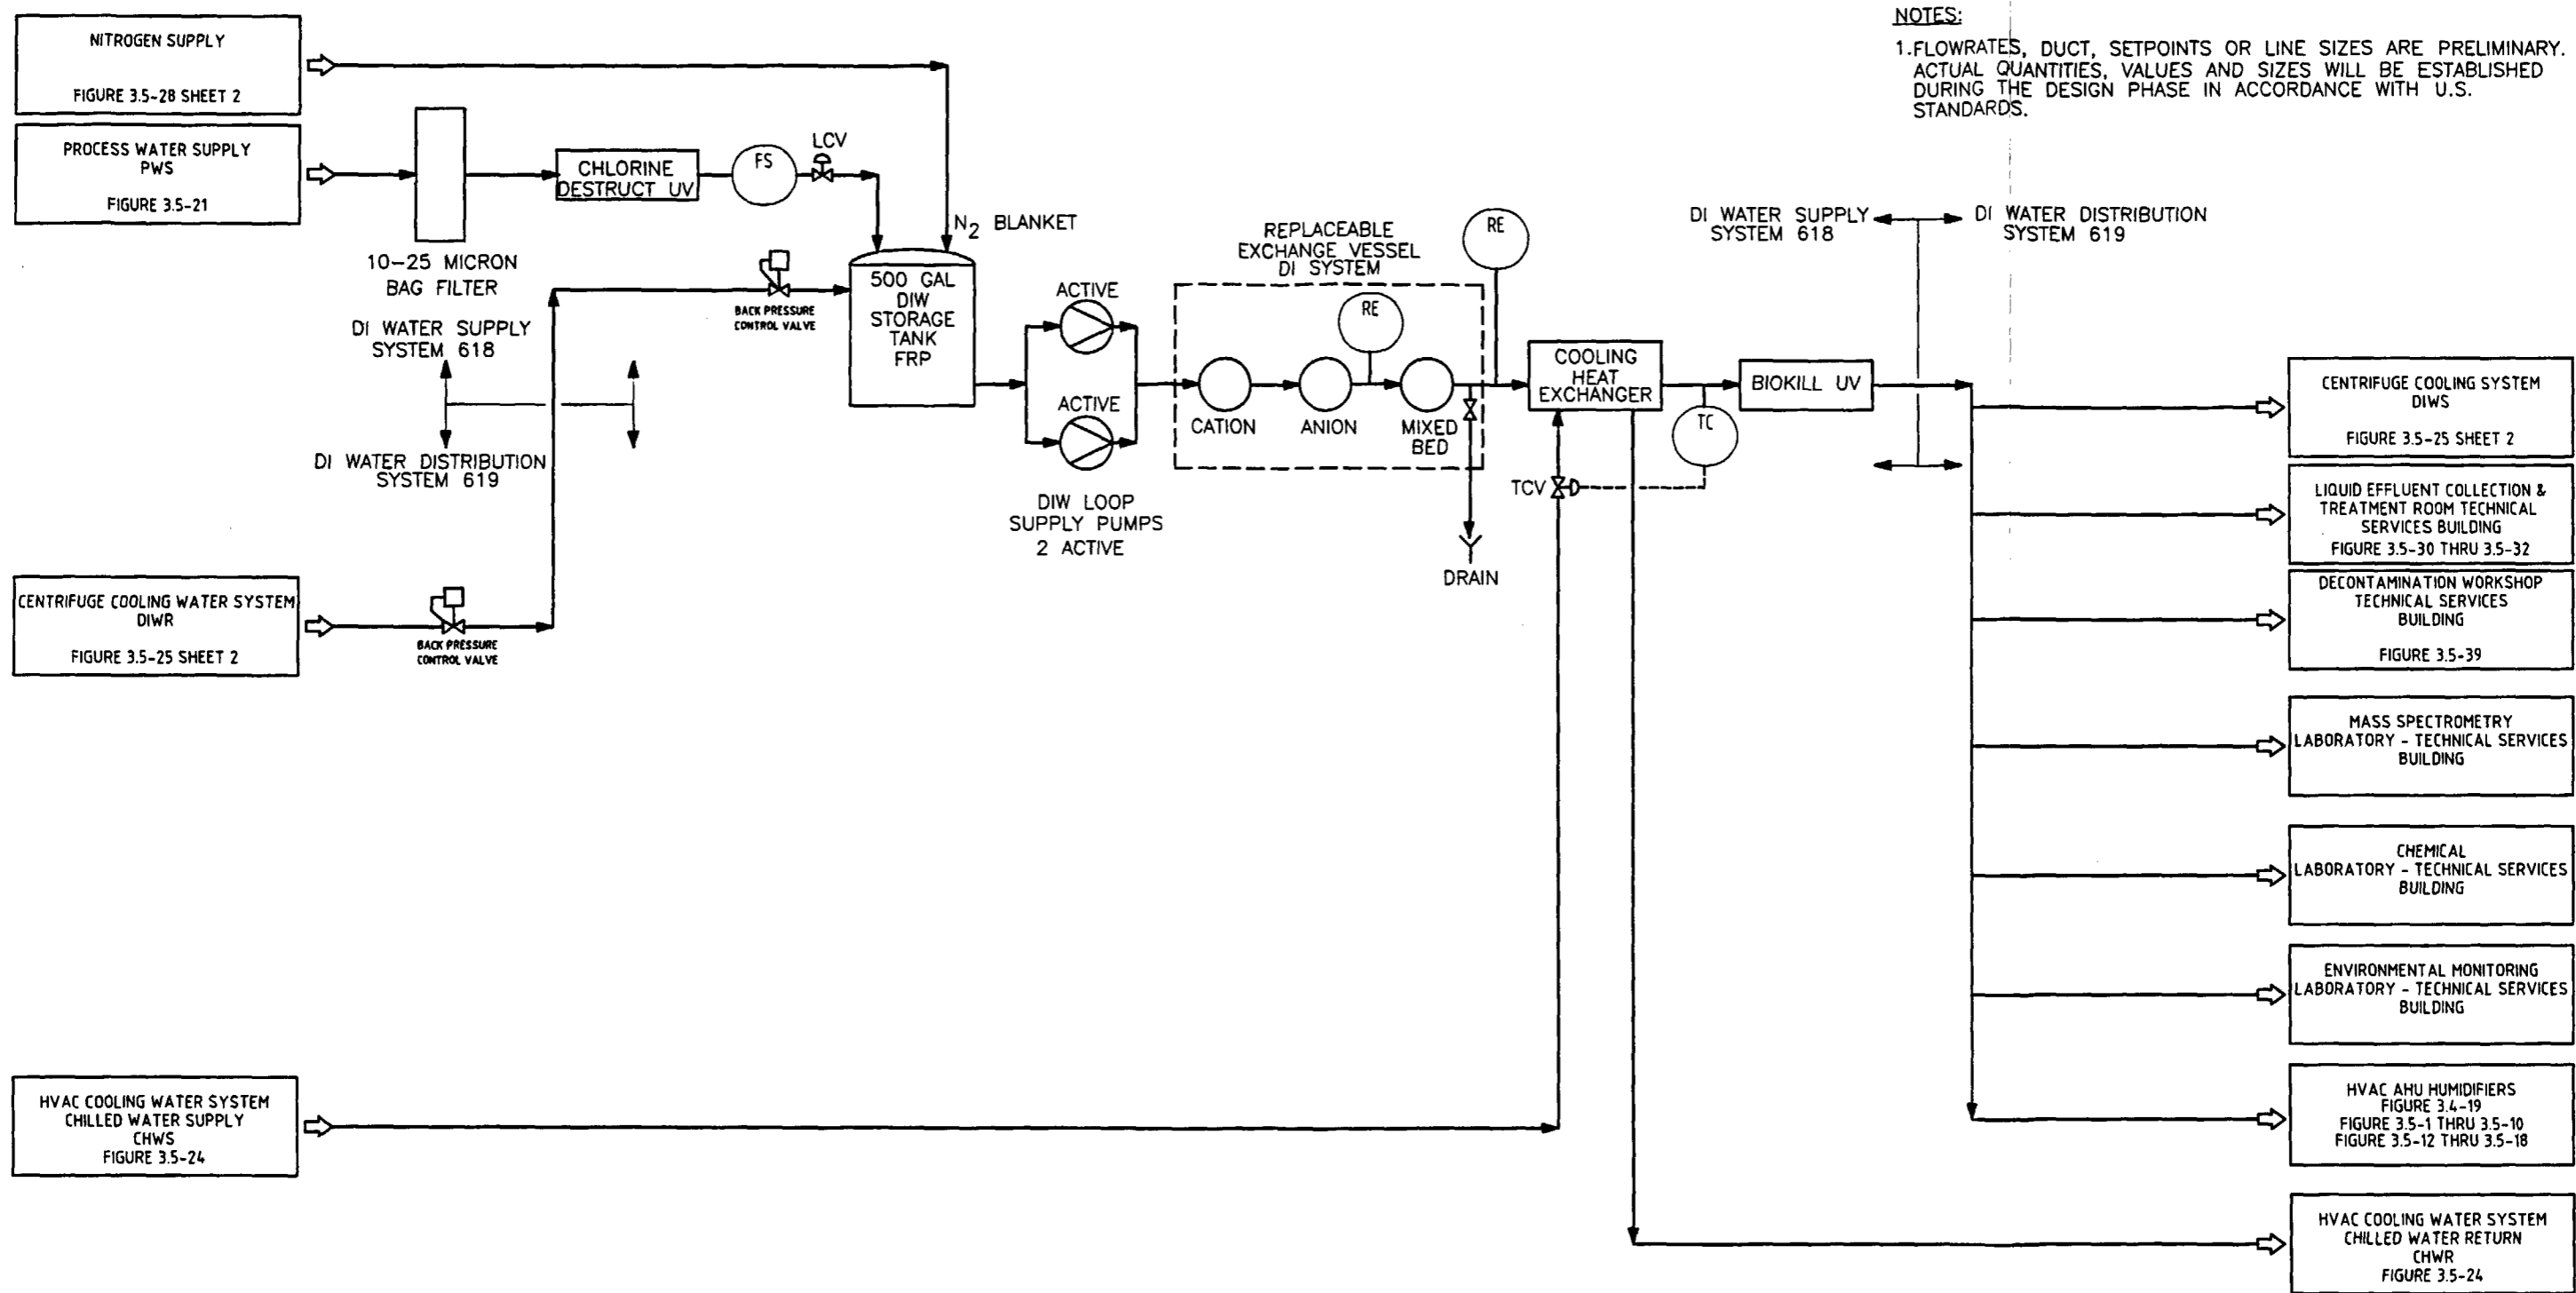 NOTES:
1.FLOWRATES, DUCT, SETPOINTS OR LINE SIZES ARE PRELIMINARY.
ACTUAL QUANTITIES, VALUES AND SIZES WILL BE ESTABLISHED
DURING THE DESIGN PHASE IN ACCORDANCE WITH U.S.
STANDARDS.
NITROGEN SUPPLY
FIGURE 3.5-28 SHEET 2
PROCESS WATER SUPPLY
PWS
FIGURE 3.5-21
10-25 MICRON
BAG FILTER
CHLORINE
DESTRUCT UV
FS
LCV
N2 BLANKET
DI WATER SUPPLY
SYSTEM 618
DI WATER DISTRIBUTION
SYSTEM 619
BACK PRESSURE
CONTROL VALVE
500 GAL
DIW
STORAGE
TANK
FRP
ACTIVE
ACTIVE
DIW LOOP
SUPPLY PUMPS
2 ACTIVE
REPLACEABLE
EXCHANGE VESSEL
DI SYSTEM
RE
CATION
ANION
MIXED
BED
RE
DRAIN
COOLING
HEAT
EXCHANGER
TCV
TC
BIOKILL UV
DI WATER SUPPLY
SYSTEM 618
DI WATER DISTRIBUTION
SYSTEM 619
CENTRIFUGE COOLING WATER SYSTEM
DIWR
FIGURE 3.5-25 SHEET 2
BACK PRESSURE
CONTROL VALVE
HVAC COOLING WATER SYSTEM
CHILLED WATER SUPPLY
CHWS
FIGURE 3.5-24
CENTRIFUGE COOLING SYSTEM
DIWS
FIGURE 3.5-25 SHEET 2
LIQUID EFFLUENT COLLECTION &
TREATMENT ROOM TECHNICAL
SERVICES BUILDING
FIGURE 3.5-30 THRU 3.5-32
DECONTAMINATION WORKSHOP
TECHNICAL SERVICES
BUILDING
FIGURE 3.5-39
MASS SPECTROMETRY
LABORATORY - TECHNICAL SERVICES
BUILDING
CHEMICAL
LABORATORY - TECHNICAL SERVICES
BUILDING
ENVIRONMENTAL MONITORING
LABORATORY - TECHNICAL SERVICES
BUILDING
HVAC AHU HUMIDIFIERS
FIGURE 3.4-19
FIGURE 3.5-1 THRU 3.5-10
FIGURE 3.5-12 THRU 3.5-18
HVAC COOLING WATER SYSTEM
CHILLED WATER RETURN
CHWR
FIGURE 3.5-24